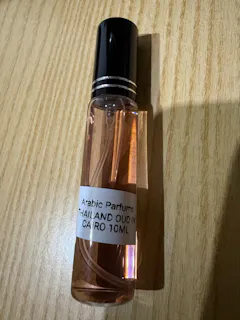 Arabic Parfums
THAILAND OUD
CAIRO 10ML